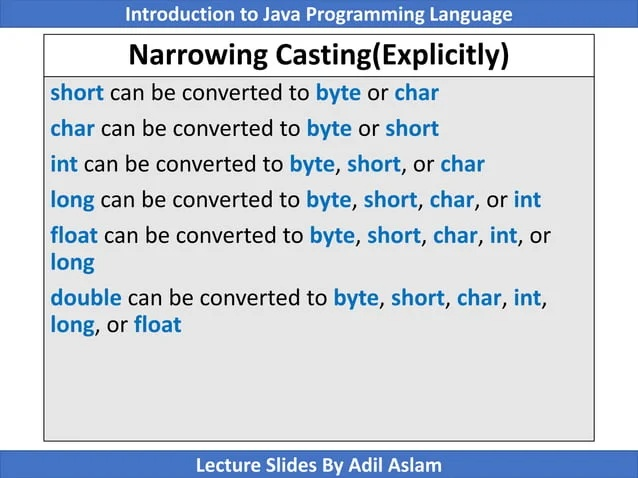 Introduction to Java Programming Language
Narrowing Casting(Explicitly)
short can be converted to byte or char
char can be converted to byte or short
int can be converted to byte, short, or char
long can be converted to byte, short, char, or int
float can be converted to byte, short, char, int, or
long
double can be converted to byte, short, char, int,
long, or float
Lecture Slides By Adil Aslam